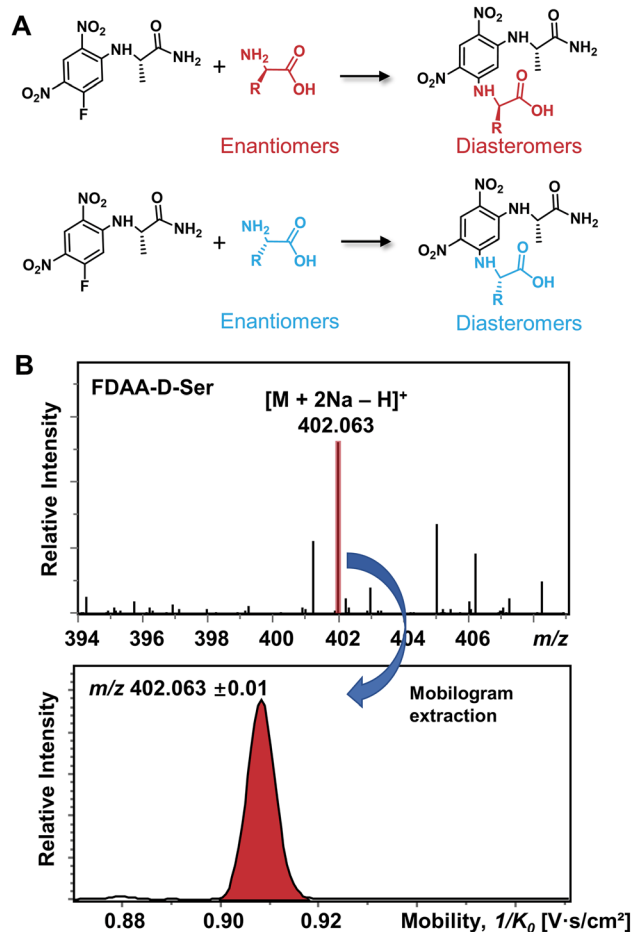 A
NO₂
O₂N
F
NH
O
NH₂
+
NH₂
O
R
OH
NO₂
O₂N
NH
O
NH₂
NH
O
OH
R
Enantiomers
Diasteromers
NO₂
O₂N
F
NH
O
NH₂
+
NH₂
O
R
OH
NO₂
O₂N
NH
O
NH₂
NH
O
OH
R
Enantiomers
Diasteromers
B
FDAA-D-Ser
[M + 2Na – H]⁺
402.063
Relative Intensity
394 396 398 400 402 404 406 m/z
m/z 402.063 ±0.01
Mobilogram
extraction
Relative Intensity
0.88 0.90 0.92 Mobility, 1/K₀ [V·s/cm²]